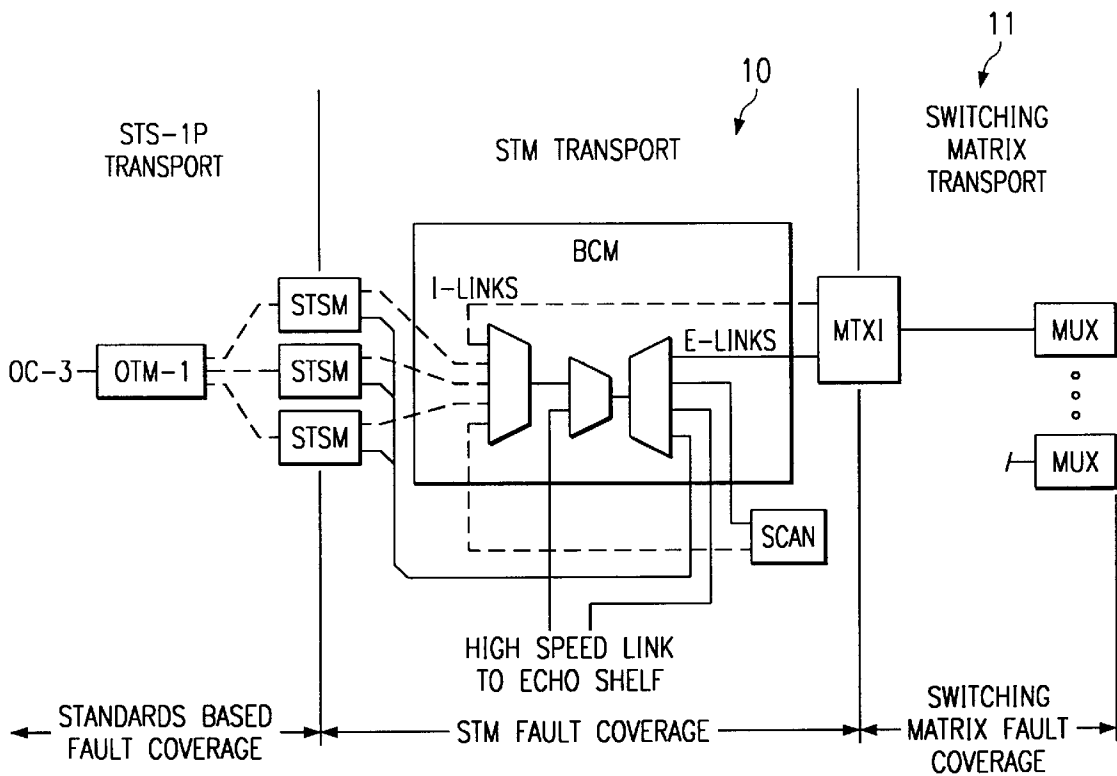 11
10
STS-1P
TRANSPORT
STM TRANSPORT
SWITCHING
MATRIX
TRANSPORT
BCM
I-LINKS
STSM
MTXI
MUX
E-LINKS
OC-3
OTM-1
STSM
STSM
MUX
SCAN
HIGH SPEED LINK
TO ECHO SHELF
STANDARDS BASED
FAULT COVERAGE
STM FAULT COVERAGE
SWITCHING
MATRIX FAULT
COVERAGE